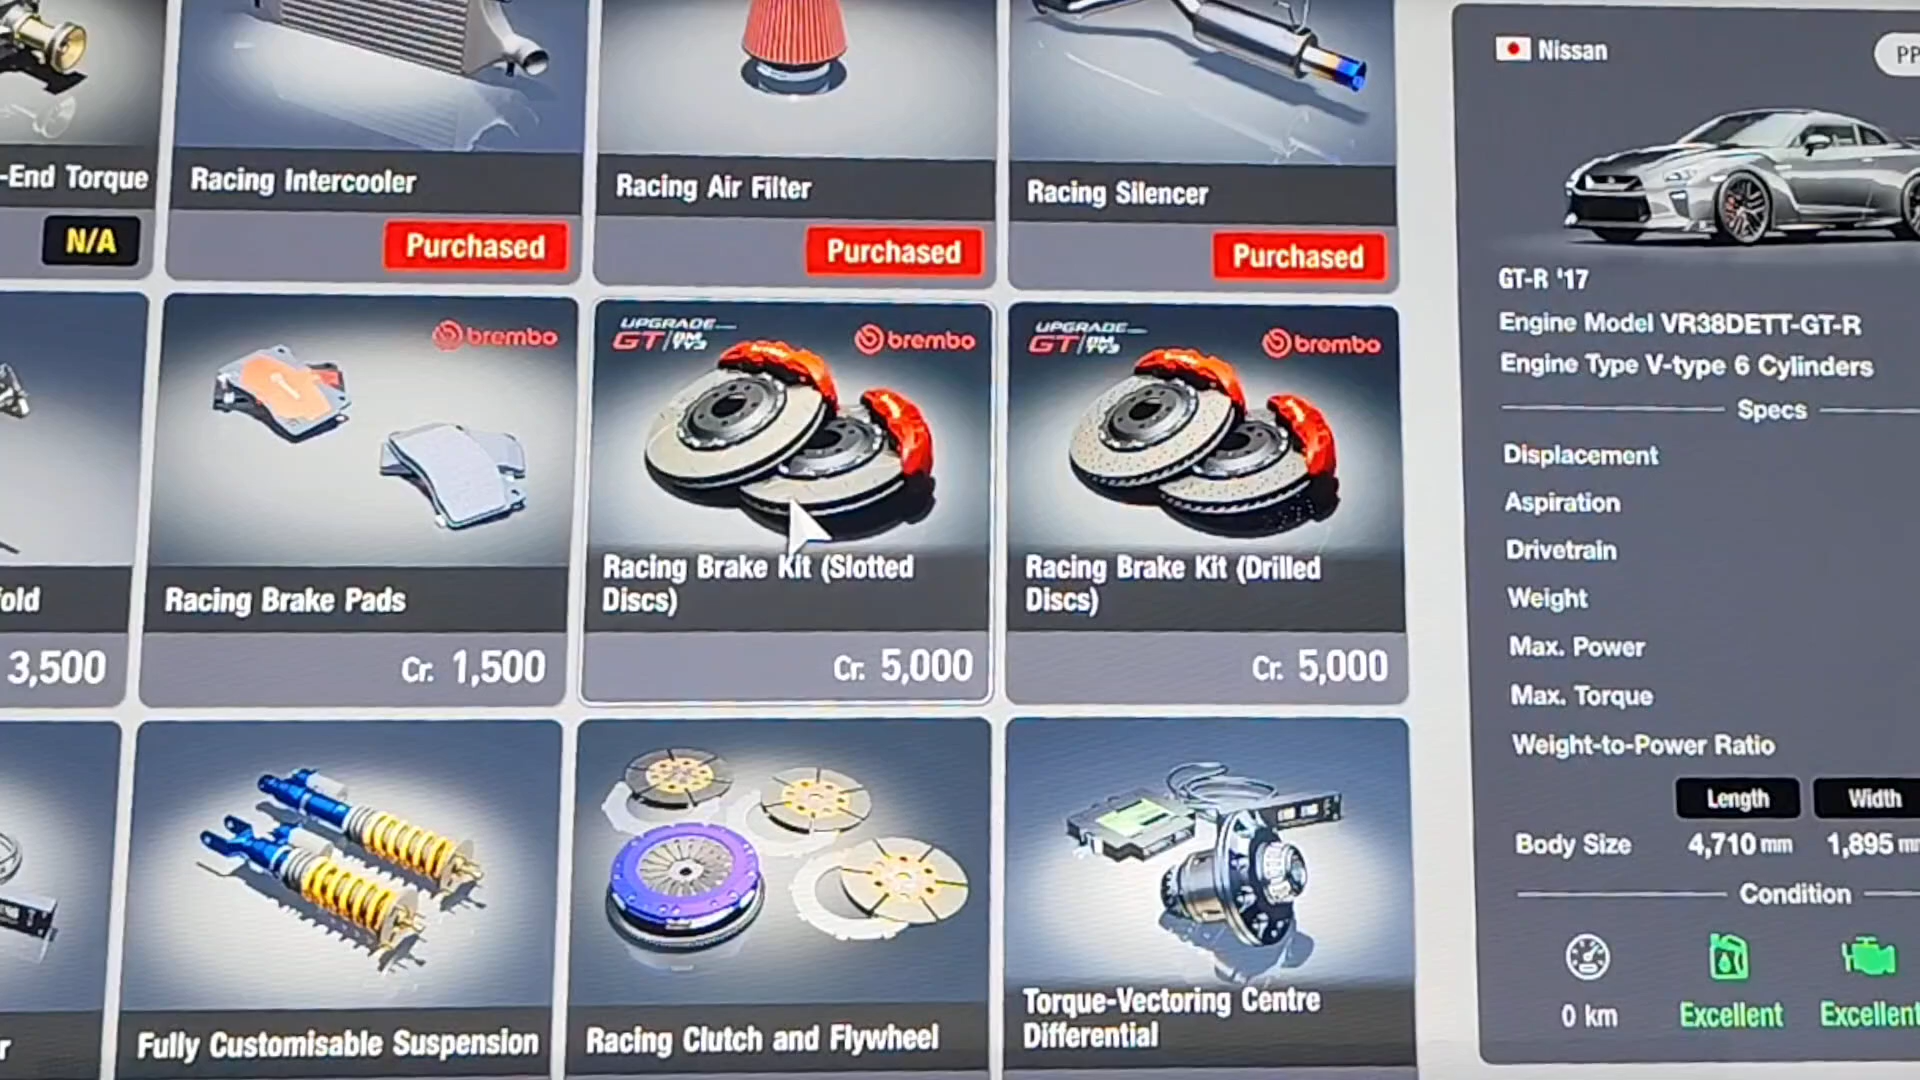 -End Torque
N/A
Racing Intercooler
Purchased
Racing Air Filter
Purchased
Racing Silencer
Purchased
old
3,500
brembo
Racing Brake Pads
Cr. 1,500
UPGRADE
GT
brembo
Racing Brake Kit (Slotted
Discs)
Cr. 5,000
UPGRADE
GT
brembo
Racing Brake Kit (Drilled
Discs)
Cr. 5,000
r
Fully Customisable Suspension
Racing Clutch and Flywheel
Torque-Vectoring Centre
Differential
Nissan
PP
GT-R '17
Engine Model VR38DETT-GT-R
Engine Type V-type 6 Cylinders
Specs
Displacement
Aspiration
Drivetrain
Weight
Max. Power
Max. Torque
Weight-to-Power Ratio
Length Width
Body Size 4,710 mm 1,895 mm
Condition
0 km Excellent Excellent